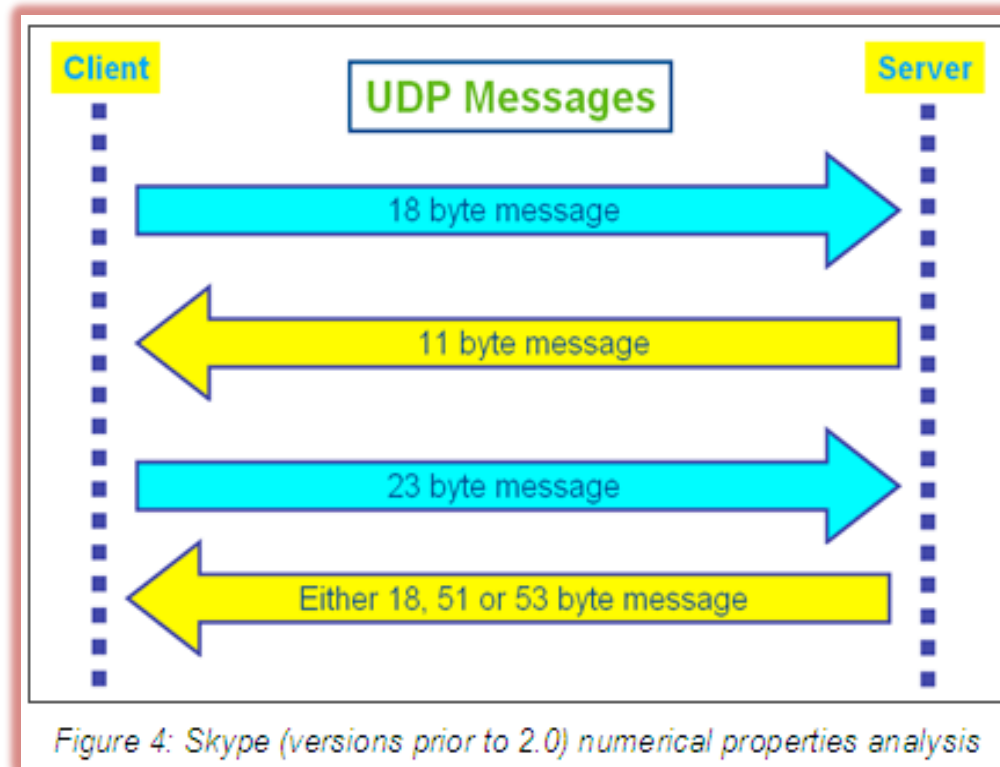 Client
Server
UDP Messages
18 byte message
11 byte message
23 byte message
Either 18, 51 or 53 byte message
Figure 4: Skype (versions prior to 2.0) numerical properties analysis